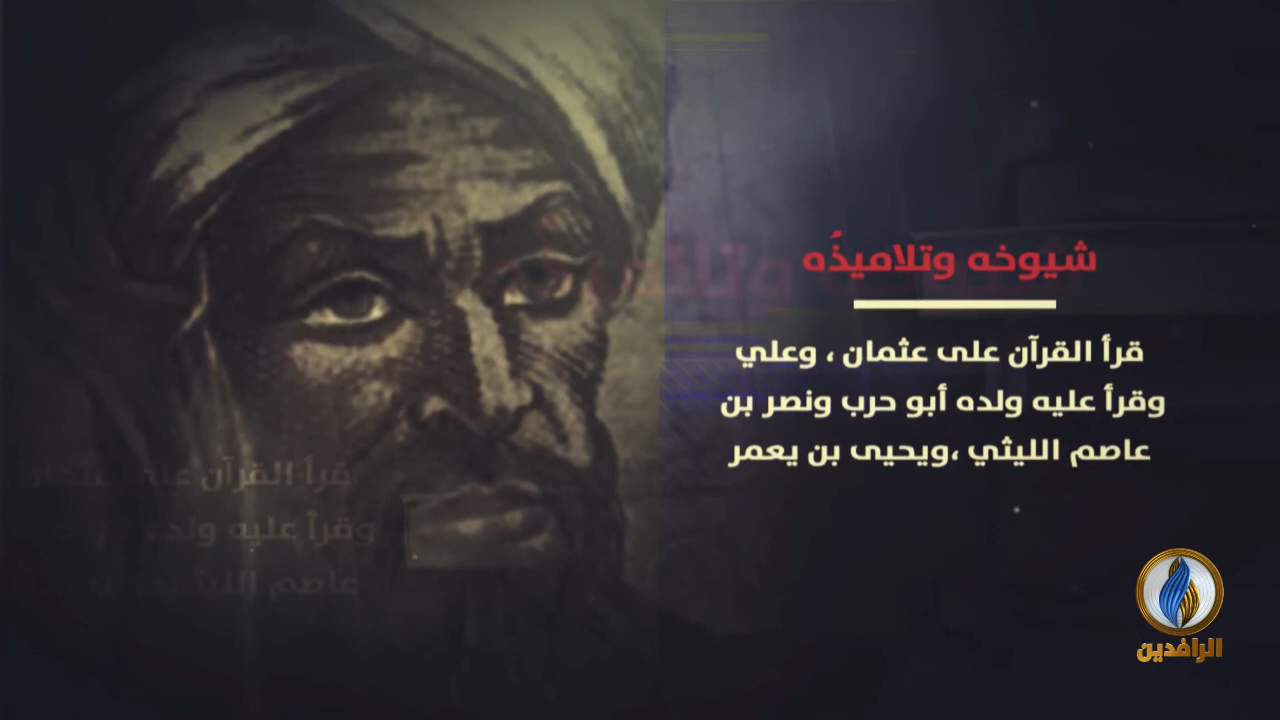 شيوخه وتلاميذُه
قرأ القرآن على عثمان ، وعلي
وقرأ عليه ولده أبو حرب ونصر بن
عاصم الليثي ،ويحيى بن يعمر
الرافدين